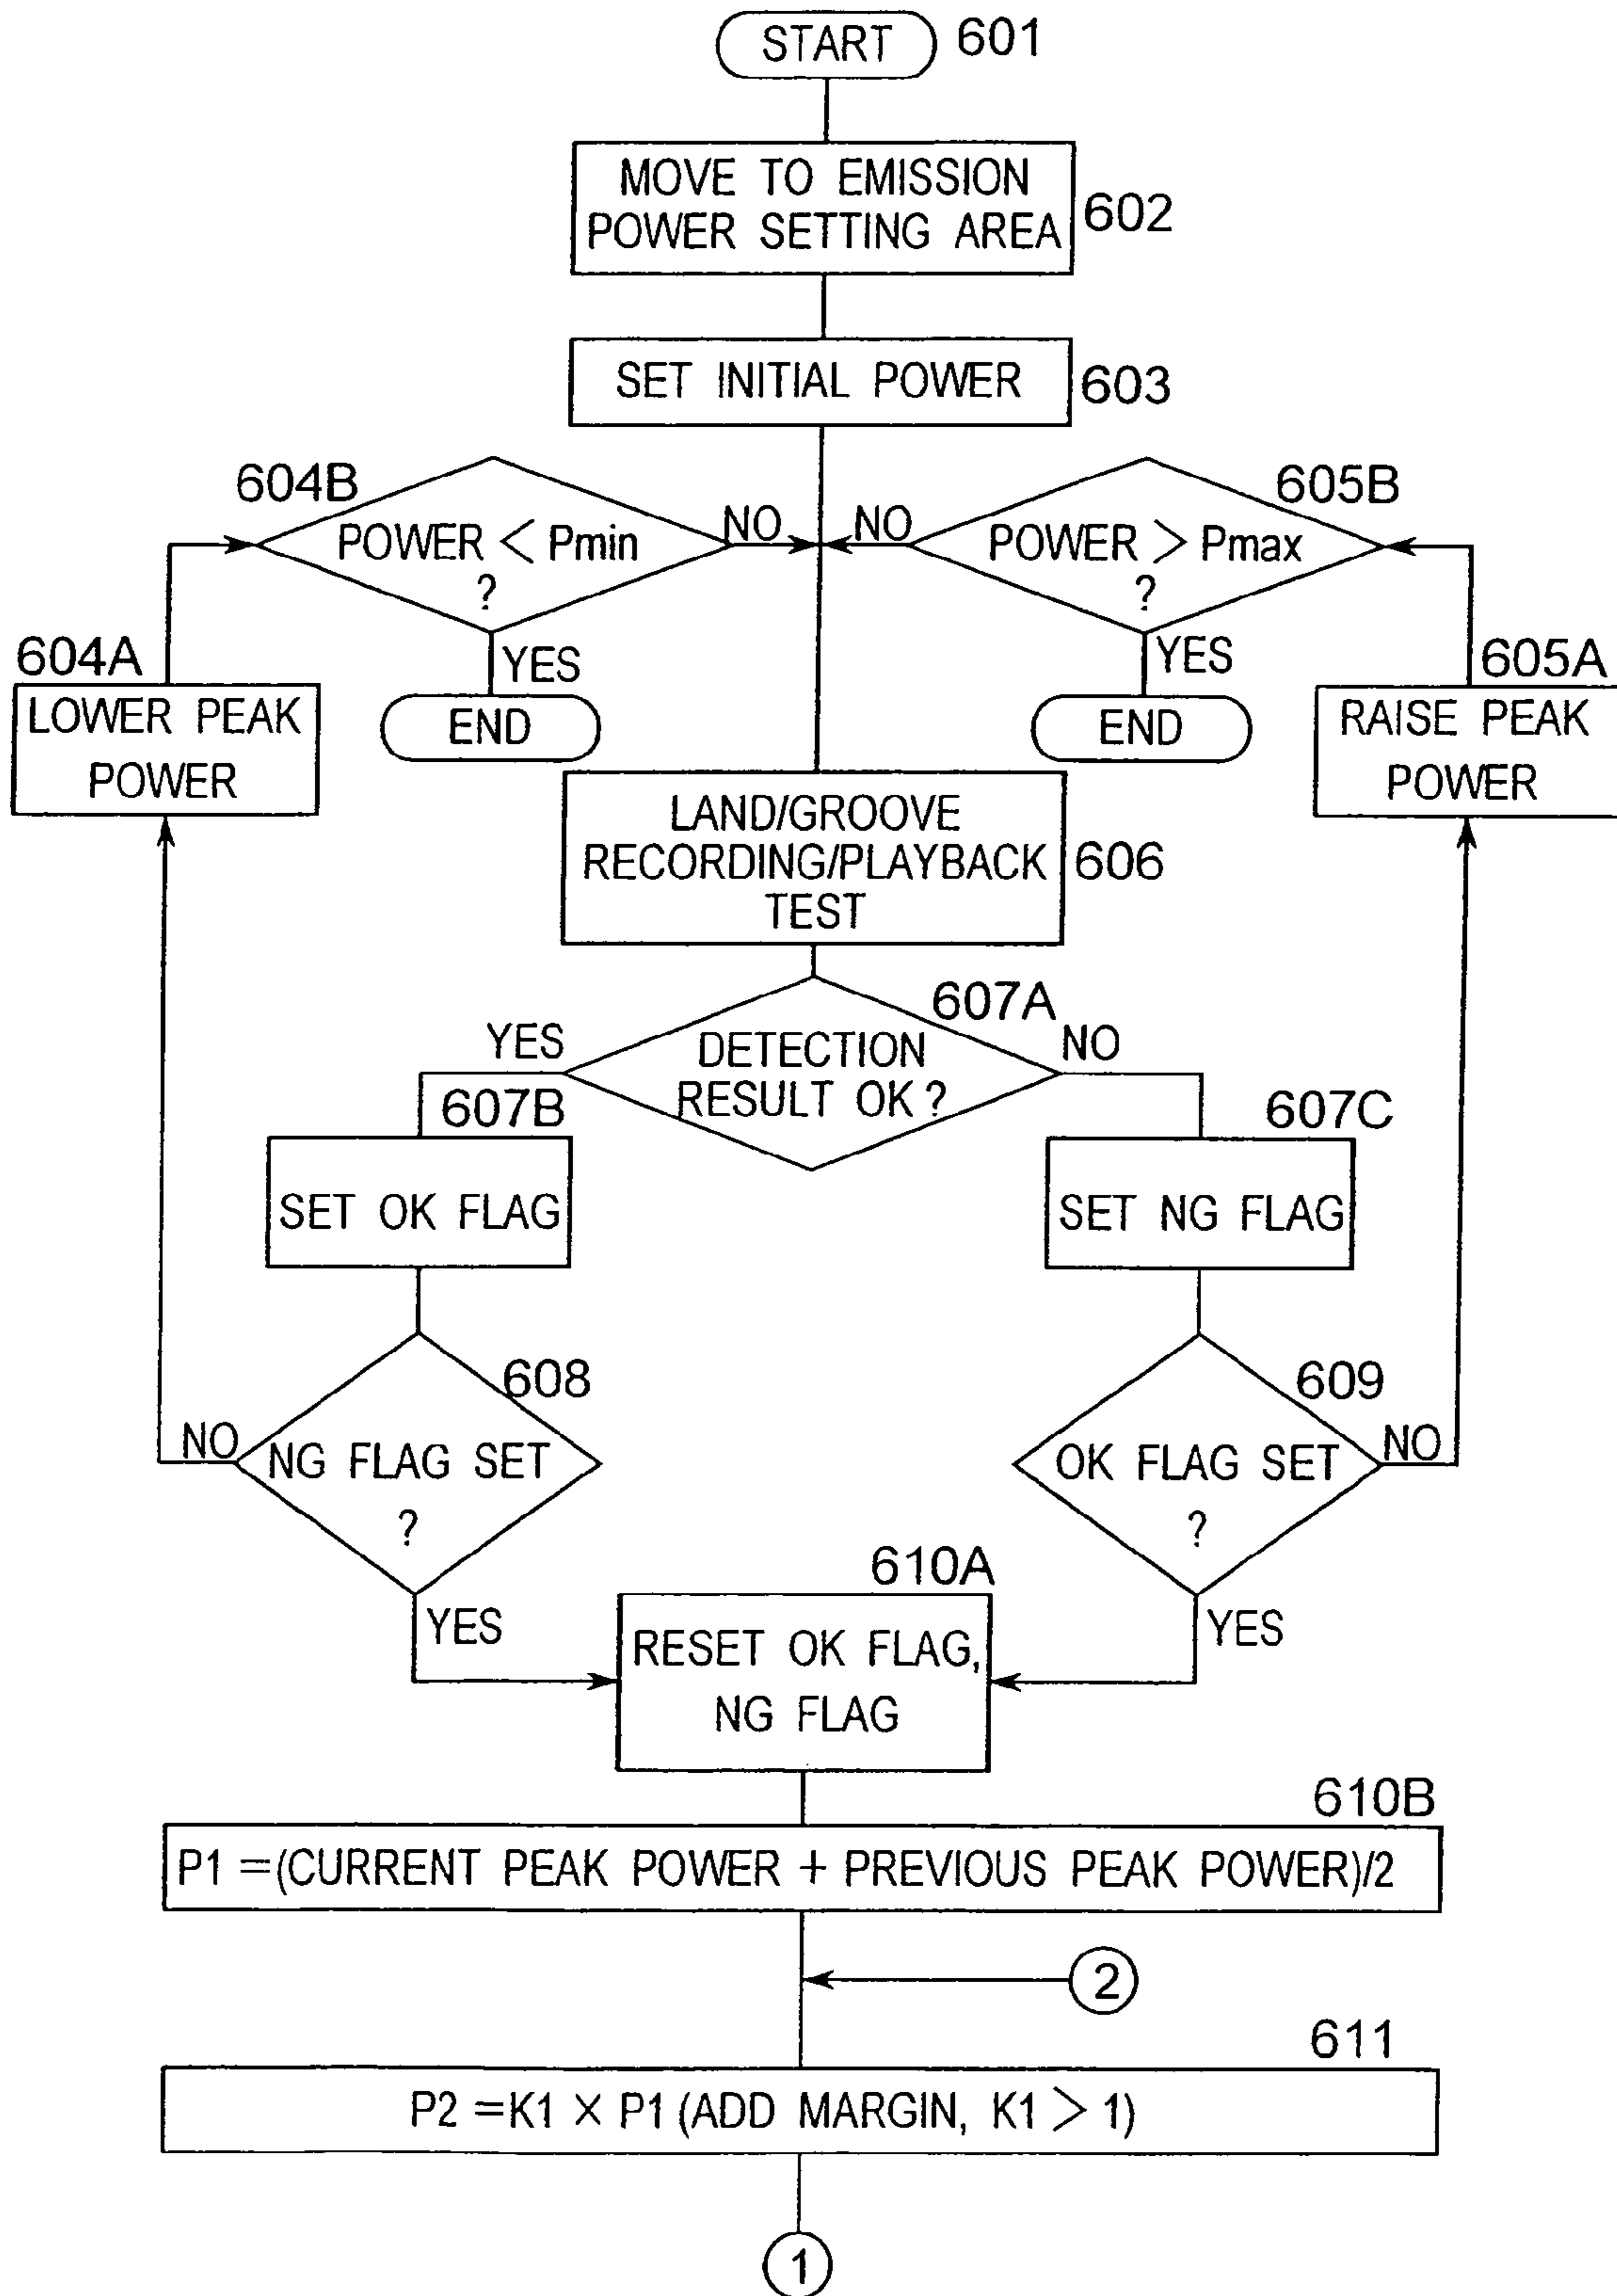 START
601
MOVE TO EMISSION
POWER SETTING AREA
602
SET INITIAL POWER
603
604B
POWER < Pmin
?
NO
YES
END
605B
POWER > Pmax
?
NO
YES
END
604A
LOWER PEAK
POWER
605A
RAISE PEAK
POWER
LAND/GROOVE
RECORDING/PLAYBACK
TEST
606
607A
DETECTION
RESULT OK?
YES
NO
607B
SET OK FLAG
607C
SET NG FLAG
608
NG FLAG SET
?
NO
YES
609
OK FLAG SET
?
NO
YES
610A
RESET OK FLAG,
NG FLAG
610B
P1 =(CURRENT PEAK POWER + PREVIOUS PEAK POWER)/2
2
611
P2 =K1 × P1 (ADD MARGIN, K1 > 1)
1